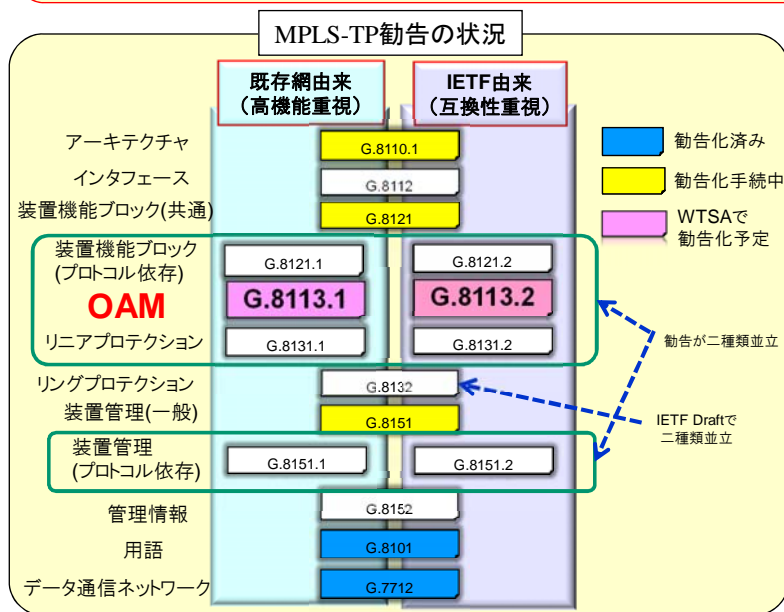 MPLS-TP勧告の状況
既存網由来
(高機能重視)
IETF由来
(互換性重視)
アーキテクチャ
G.8110.1
インタフェース
G.8112
装置機能ブロック(共通)
G.8121
装置機能ブロック
(プロトコル依存)
G.8121.1
G.8121.2
OAM
G.8113.1
G.8113.2
リニアプロテクション
G.8131.1
G.8131.2
リングプロテクション
G.8132
装置管理(一般)
G.8151
装置管理
(プロトコル依存)
G.8151.1
G.8151.2
管理情報
G.8152
用語
G.8101
データ通信ネットワーク
G.7712
勧告化済み
勧告化手続中
WTSAで
勧告化予定
勧告が二種類並立
IETF Draftで
二種類並立